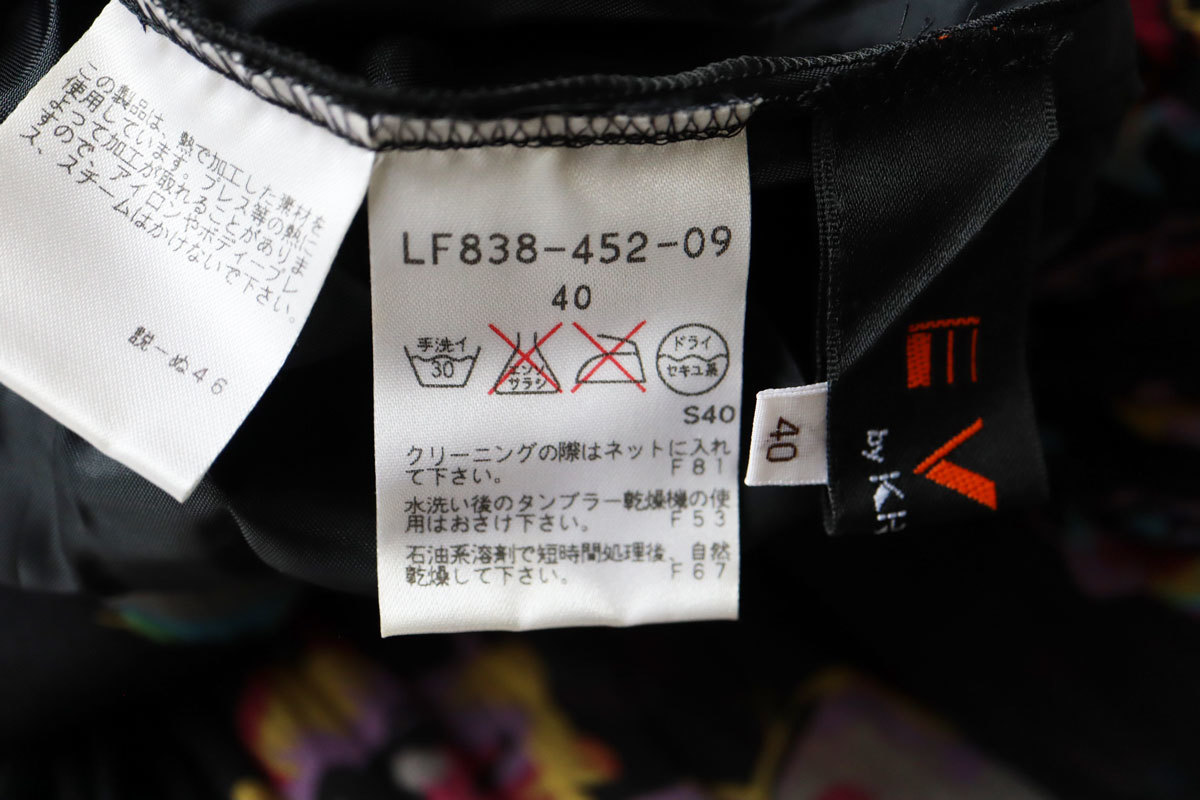 この製品は、熱で加工した素材を
使用しています。プレス等の熱に
よって加工が取れることがありま
すので、アイロンやボディープレ
ス、スチームはかけないで下さい。
説-ぬ46
LF838-452-09
40
手洗イ
30
エンソ
サラシ
ドライ
セキユ系
S40
クリーニングの際はネットに入れ
て下さい。 F81
水洗い後のタンブラー乾燥機の使
用はおさけ下さい。 F53
石油系溶剤で短時間処理後、自然
乾燥して下さい。 F67
40
EV
by